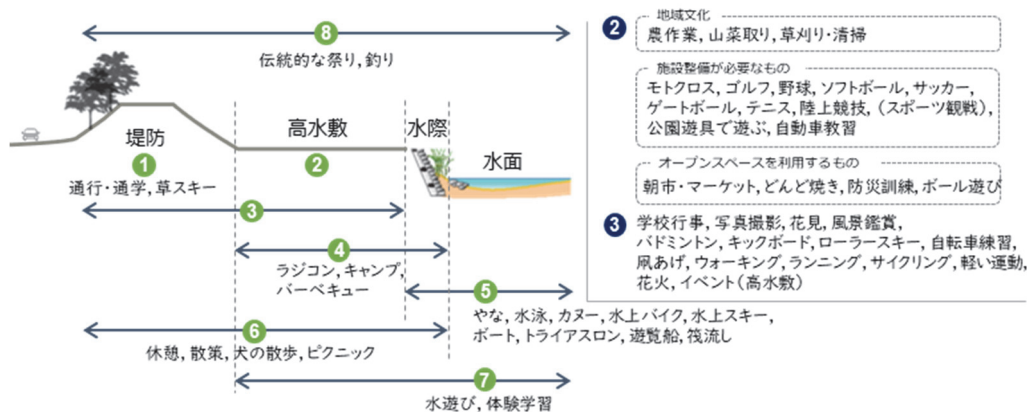 8
伝統的な祭り, 釣り
堤防
高水敷
水際
水面
1
通行・通学, 草スキー
2
3
4
ラジコン, キャンプ,
バーベキュー
5
やな, 水泳, カヌー, 水上バイク, 水上スキー,
ボート, トライアスロン, 遊覧船, 筏流し
6
休憩, 散策, 犬の散歩, ピクニック
7
水遊び, 体験学習
2
地域文化
農作業, 山菜取り, 草刈り・清掃
施設整備が必要なもの
モトクロス, ゴルフ, 野球, ソフトボール, サッカー,
ゲートボール, テニス, 陸上競技, (スポーツ観戦),
公園遊具で遊ぶ, 自動車教習
オープンスペースを利用するもの
朝市・マーケット, どんど焼き, 防災訓練, ボール遊び
3
学校行事, 写真撮影, 花見, 風景鑑賞,
バドミントン, キックボード, ローラースキー, 自転車練習,
凧あげ, ウォーキング, ランニング, サイクリング, 軽い運動,
花火, イベント(高水敷)